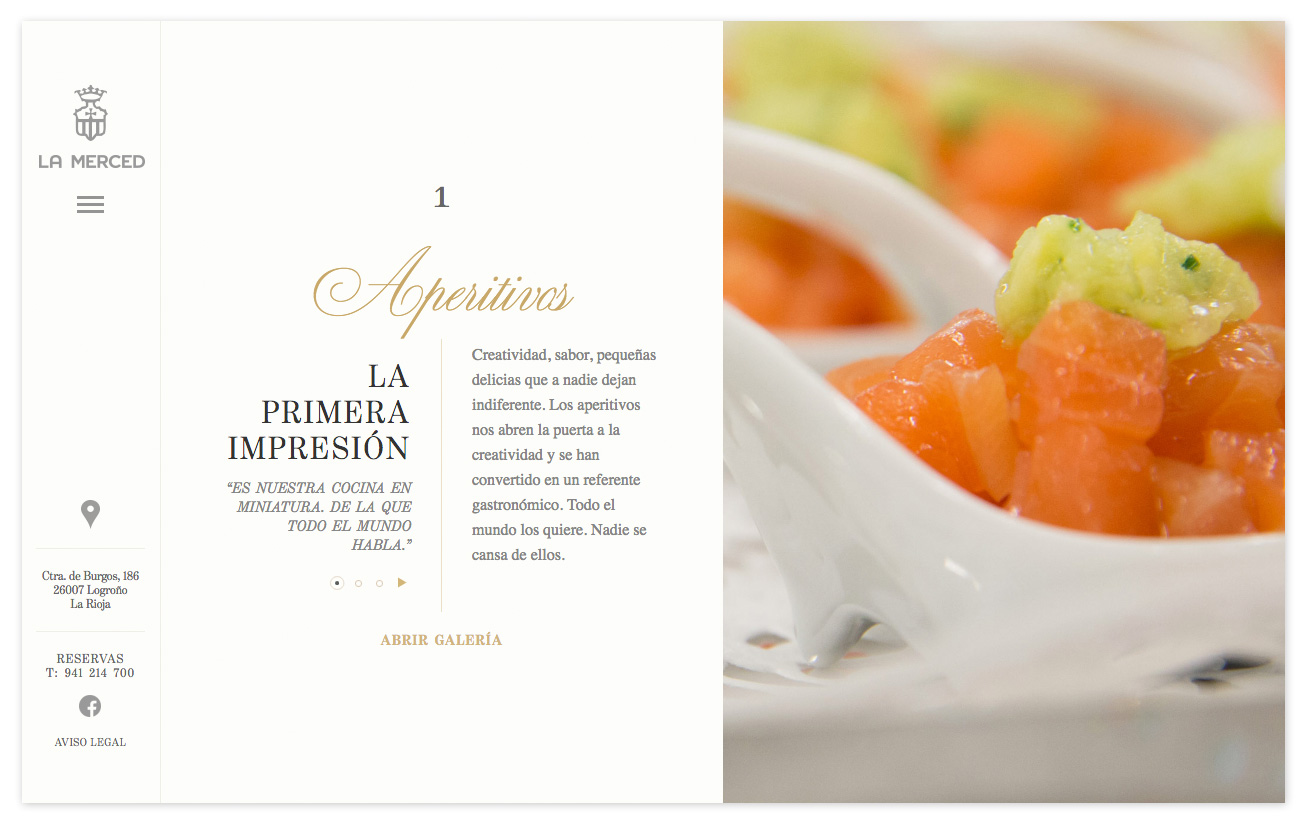 LA MERCED
1
Aperitivos
LA
PRIMERA
IMPRESIÓN
“ES NUESTRA COCINA EN
MINIATURA. DE LA QUE
TODO EL MUNDO
HABLA.”
Creatividad, sabor, pequeñas
delicias que a nadie dejan
indiferente. Los aperitivos
nos abren la puerta a la
creatividad y se han
convertido en un referente
gastronómico. Todo el
mundo los quiere. Nadie se
cansa de ellos.
ABRIR GALERÍA
Ctra. de Burgos, 186
26007 Logroño
La Rioja
RESERVAS
T: 941 214 700
AVISO LEGAL